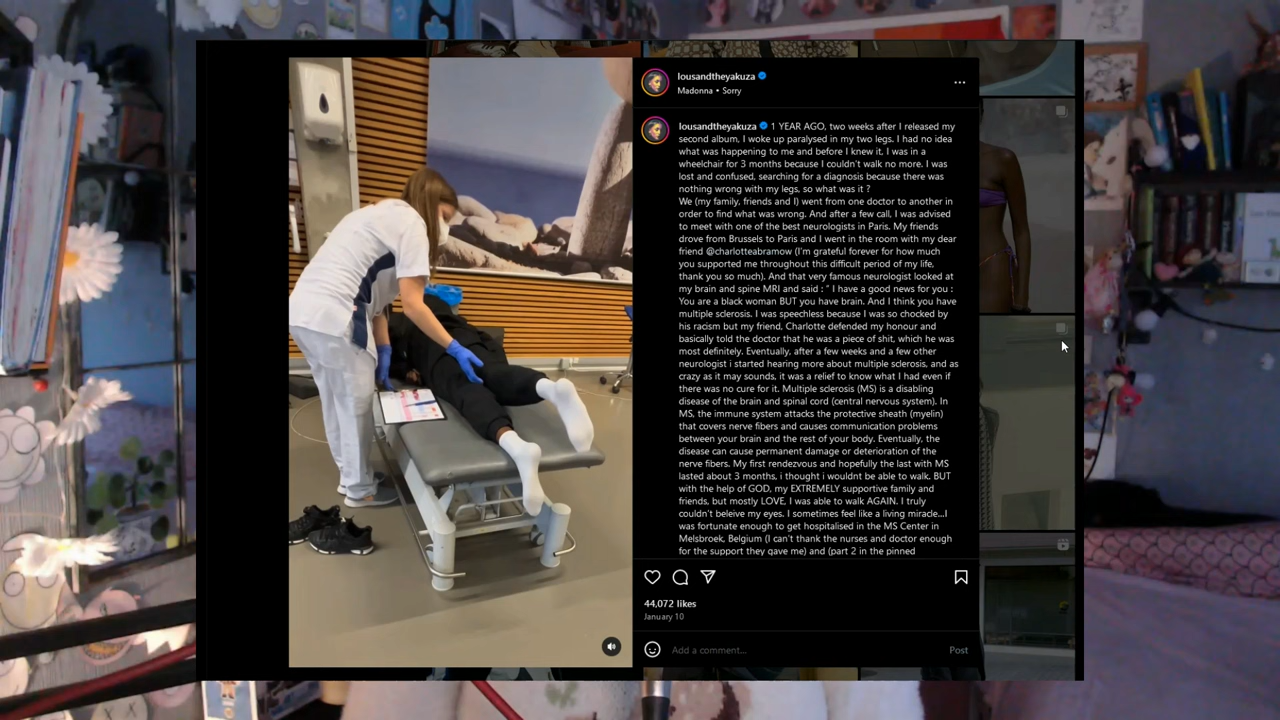 lousandtheyakuza
Madonna • Sorry
lousandtheyakuza 1 YEAR AGO, two weeks after I released my
second album, I woke up paralysed in my two legs. I had no idea
what was happening to me and before I knew it, I was in a
wheelchair for 3 months because I couldn't walk no more. I was
lost and confused, searching for a diagnosis because there was
nothing wrong with my legs, so what was it ?
We (my family, friends and I) went from one doctor to another in
order to find what was wrong. And after a few call, I was advised
to meet with one of the best neurologists in Paris. My friends
drove from Brussels to Paris and I went in the room with my dear
friend @charlotteabramow (I'm grateful forever for how much
you supported me throughout this difficult period of my life,
thank you so much). And that very famous neurologist looked at
my brain and spine MRI and said : " I have a good news for you :
You are a black woman BUT you have brain. And I think you have
multiple sclerosis. I was speechless because I was so chocked by
his racism but my friend, Charlotte defended my honour and
basically told the doctor that he was a piece of shit, which he was
most definitely. Eventually, after a few weeks and a few other
neurologist i started hearing more about multiple sclerosis, and as
crazy as it may sounds, it was a relief to know what I had even if
there was no cure for it. Multiple sclerosis (MS) is a disabling
disease of the brain and spinal cord (central nervous system). In
MS, the immune system attacks the protective sheath (myelin)
that covers nerve fibers and causes communication problems
between your brain and the rest of your body. Eventually, the
disease can cause permanent damage or deterioration of the
nerve fibers. My first rendezvous and hopefully the last with MS
lasted about 3 months, i thought i wouldnt be able to walk. BUT
with the help of GOD, my EXTREMELY supportive family and
friends, but mostly LOVE, I was able to walk AGAIN. I truly
couldn't beleive my eyes. I sometimes feel like a living miracle...I
was fortunate enough to get hospitalised in the MS Center in
Melsbroek, Belgium (I can't thank the nurses and doctor enough
for the support they gave me) and (part 2 in the pinned
44,072 likes
January 10
Add a comment...
Post